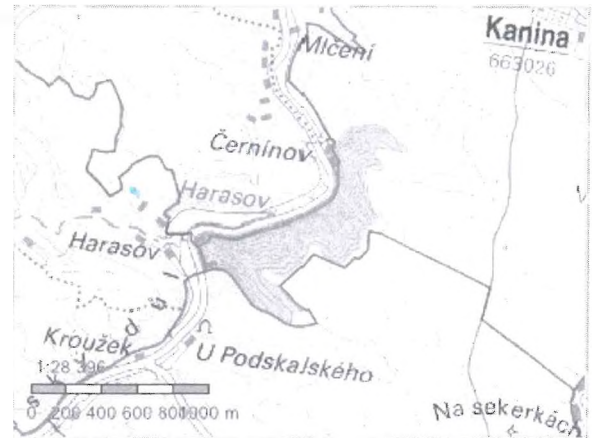 Mlčení
Kanina
663026
Černínov
Harasov
Harasov
Kroužek
U Podskalského
1:28 396
0 200 400 600 800 1000 m
Na sekerkách